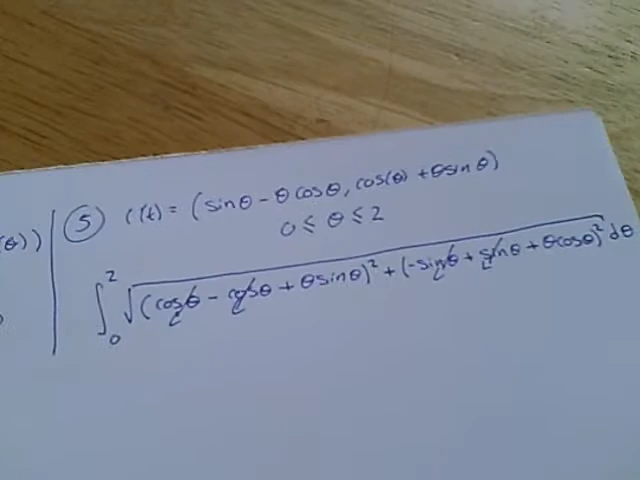 θ))
⑤ r(t) = (sinθ - θcosθ, cos(θ) + θsinθ)
0 ≤ θ ≤ 2
∫₀² √(cosθ - cosθ + θsinθ)² + (-sinθ + sinθ + θcosθ)² dθ